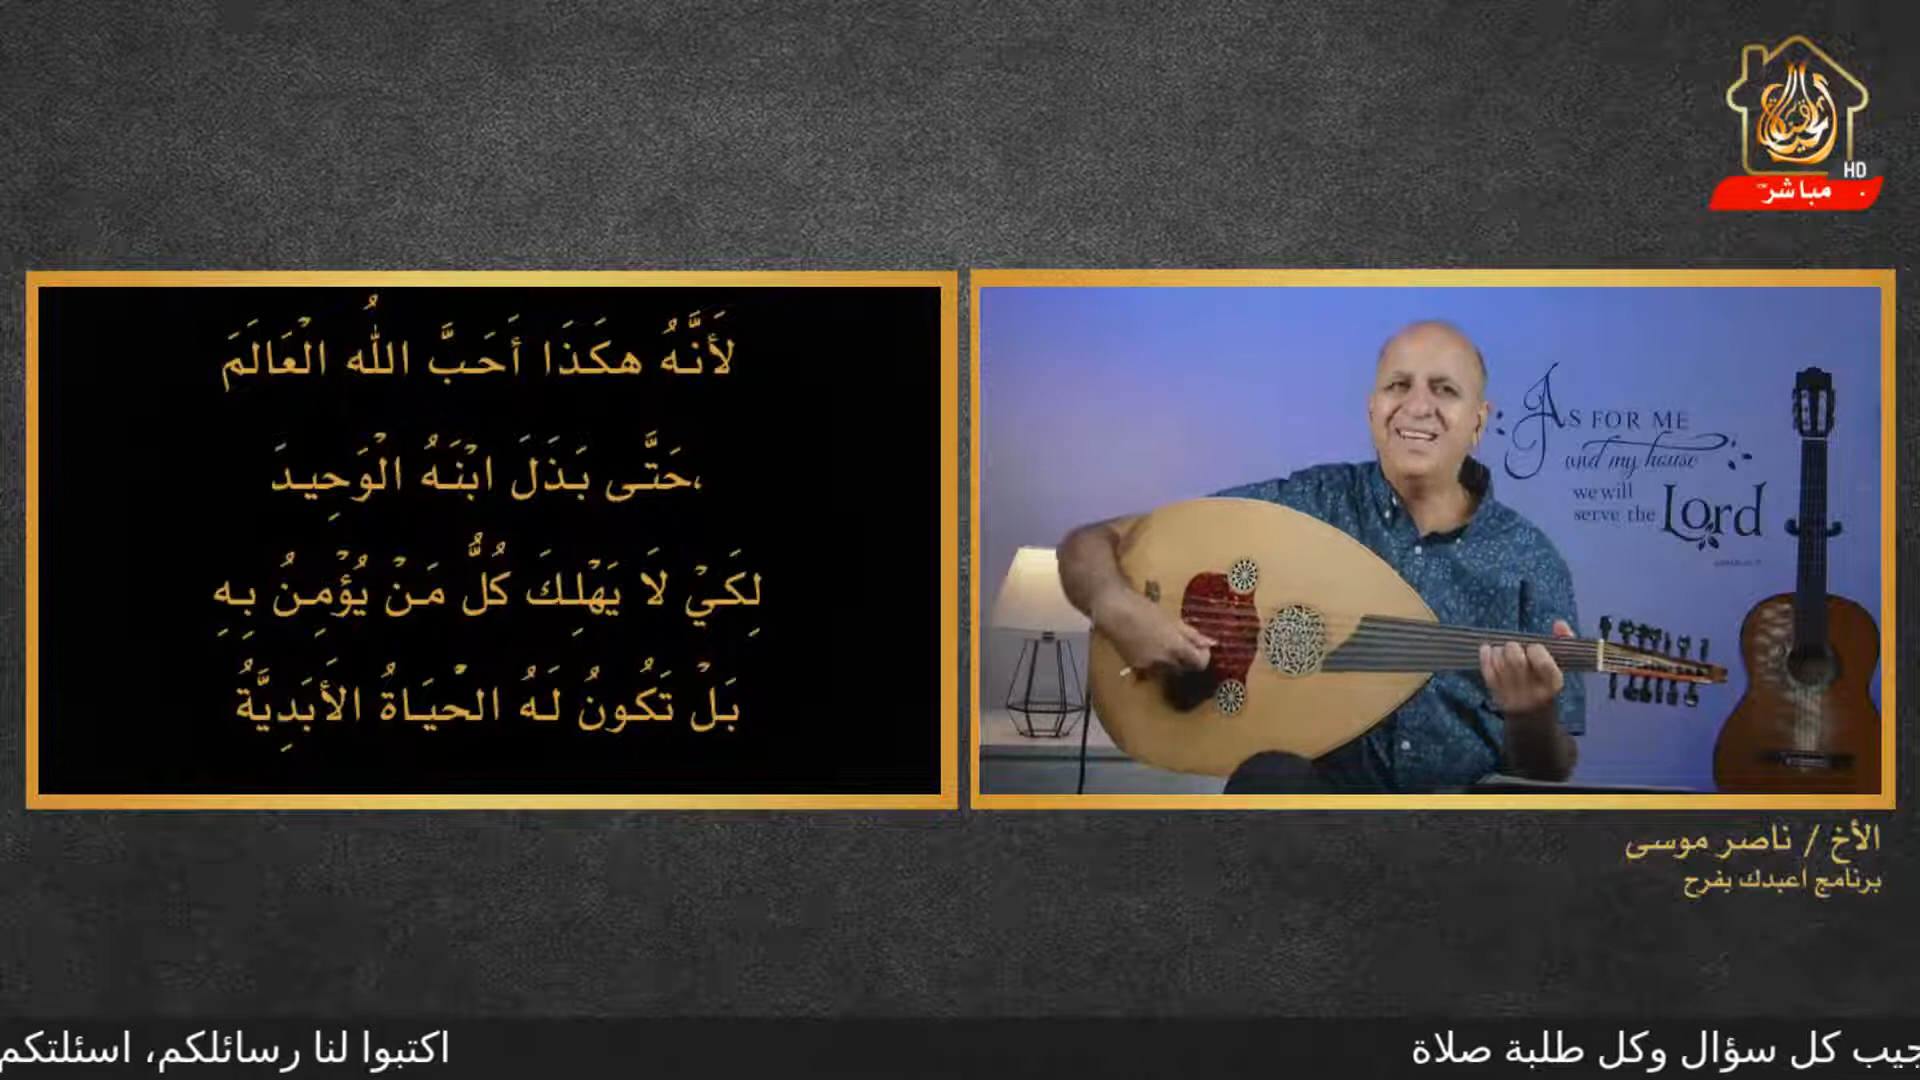 HD
مباشر
لأَنَّهُ هكَذَا أَحَبَّ اللهُ الْعَالَمَ
حَتَّى بَذَلَ ابْنَهُ الْوَحِيدَ،
لِكَيْ لاَ يَهْلِكَ كُلُّ مَنْ يُؤْمِنُ بِهِ
بَلْ تَكُونُ لَهُ الْحَيَاةُ الأَبَدِيَّةُ
AS FOR ME
and my house
we will
serve the Lord
الأخ / ناصر موسى
برنامج اعبدك بفرح
جيب كل سؤال وكل طلبة صلاة
اكتبوا لنا رسائلكم، اسئلتكم